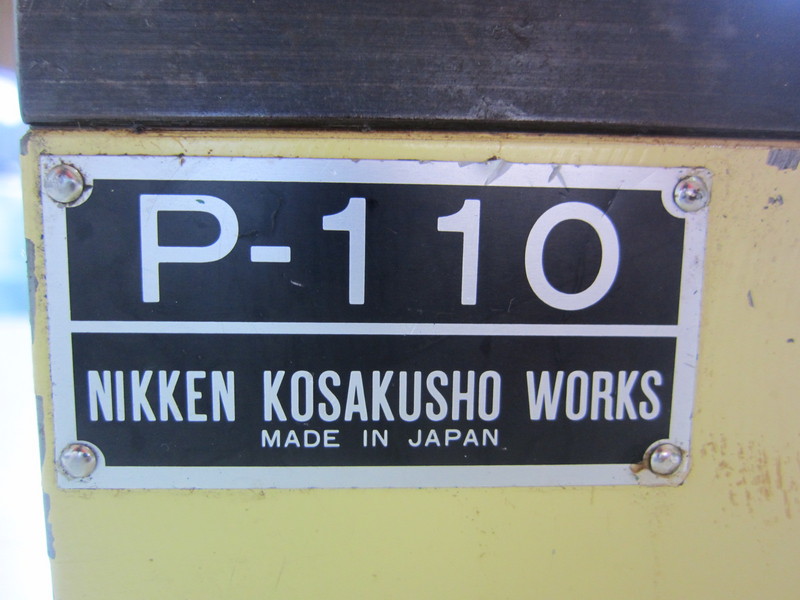 P-110
NIKKEN KOSAKUSHO WORKS
MADE IN JAPAN